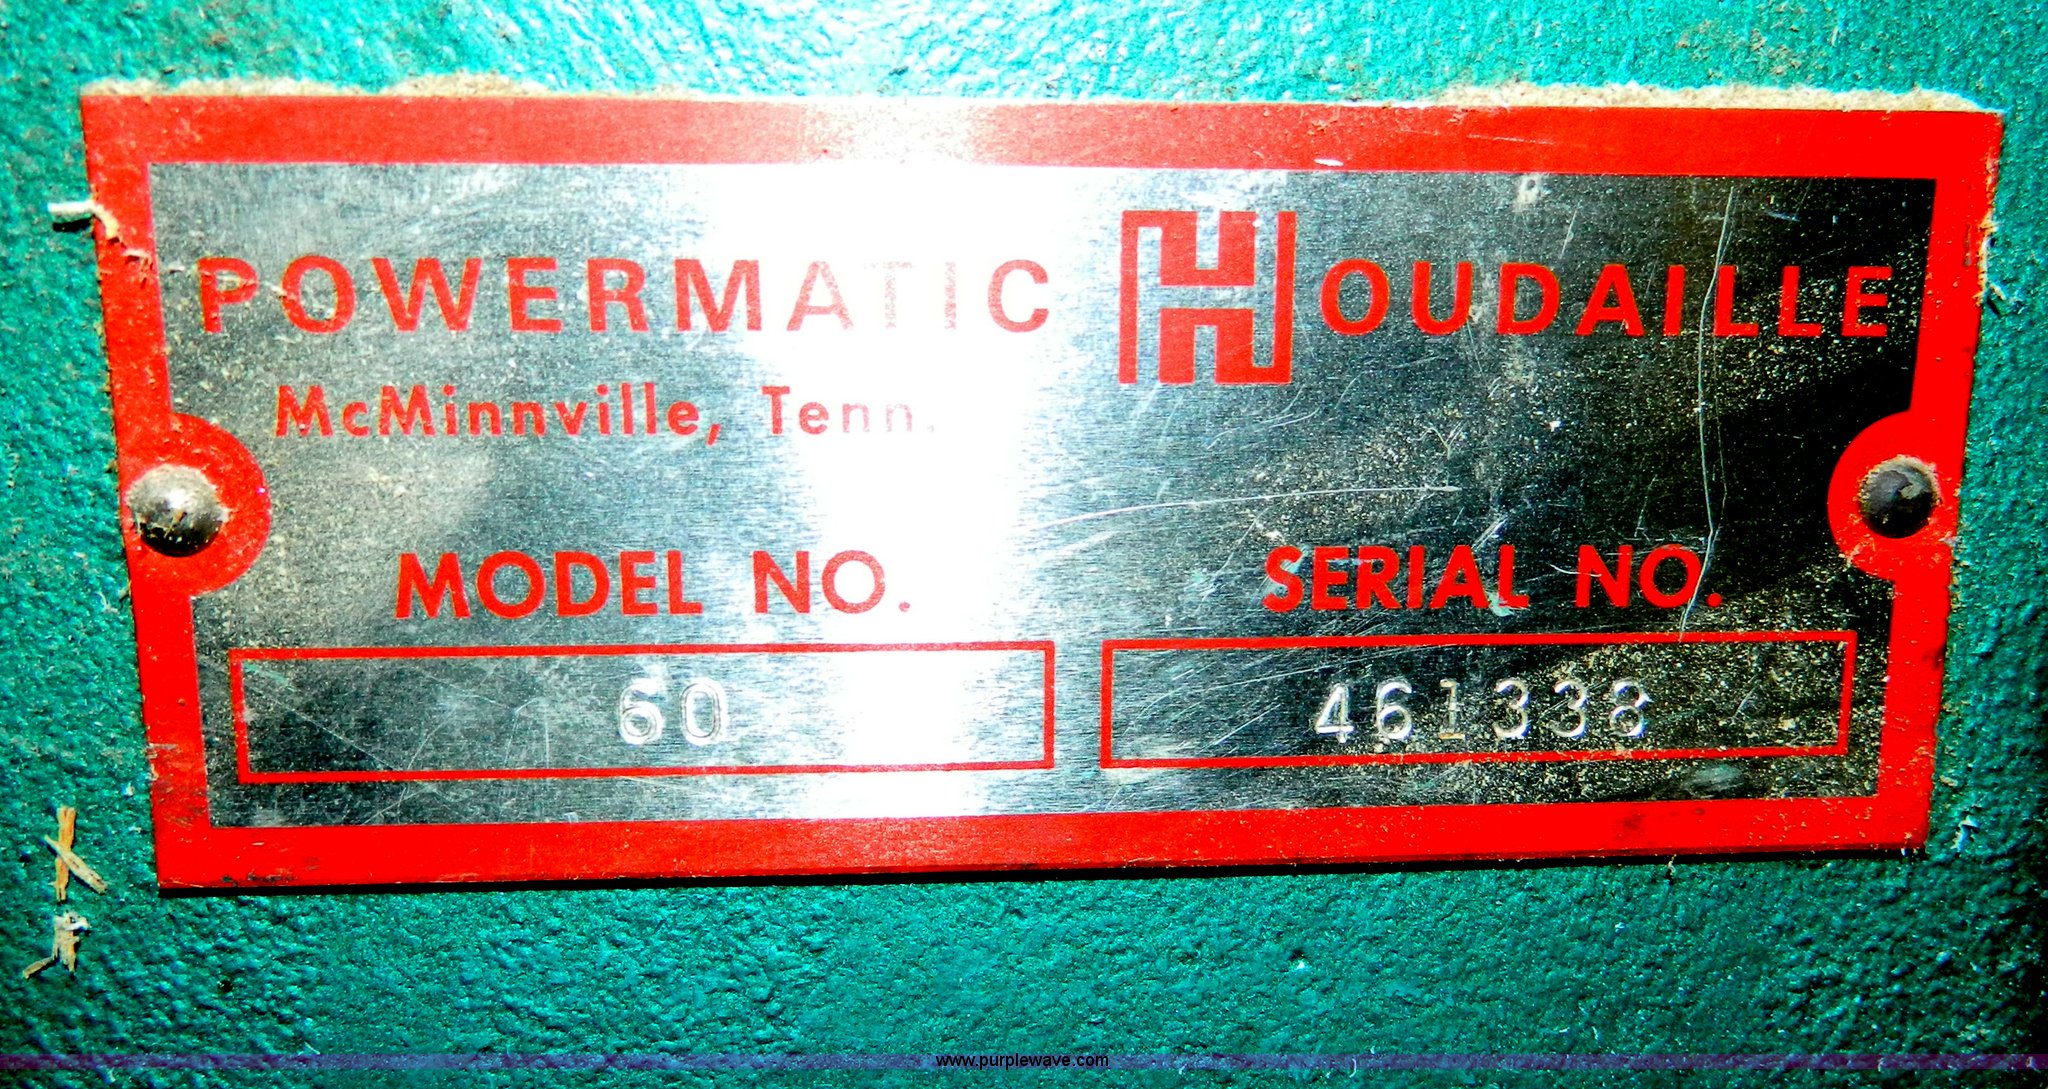 POWERMATIC HOUDAILLE
McMinnville, Tenn.
MODEL NO. SERIAL NO.
60 461338
www.purplewave.com